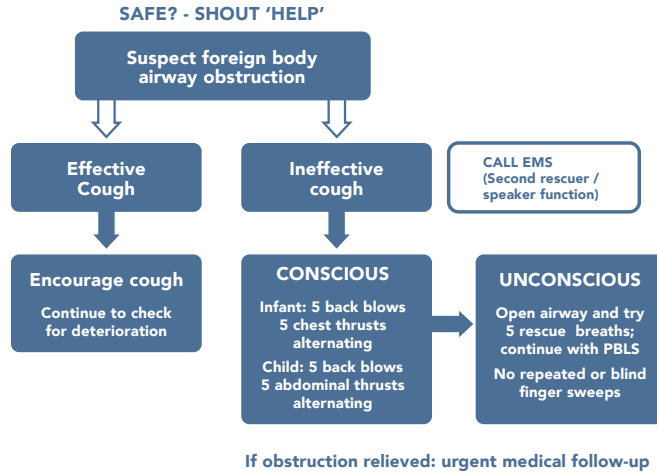 SAFE? - SHOUT ‘HELP’
Suspect foreign body
airway obstruction
Effective
Cough
Ineffective
cough
CALL EMS
(Second rescuer /
speaker function)
Encourage cough
Continue to check
for deterioration
CONSCIOUS
Infant: 5 back blows
5 chest thrusts
alternating
Child: 5 back blows
5 abdominal thrusts
alternating
UNCONSCIOUS
Open airway and try
5 rescue breaths;
continue with PBLS
No repeated or blind
finger sweeps
If obstruction relieved: urgent medical follow-up